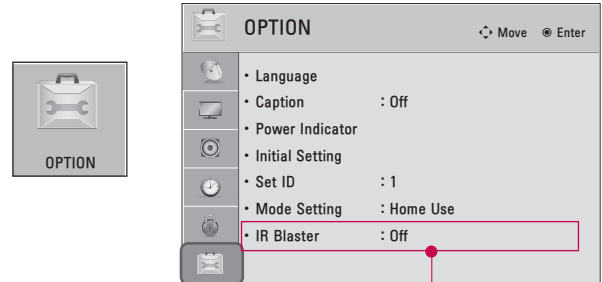 OPTION
OPTION Move Enter
• Language
• Caption : Off
• Power Indicator
• Initial Setting
• Set ID : 1
• Mode Setting : Home Use
• IR Blaster : Off